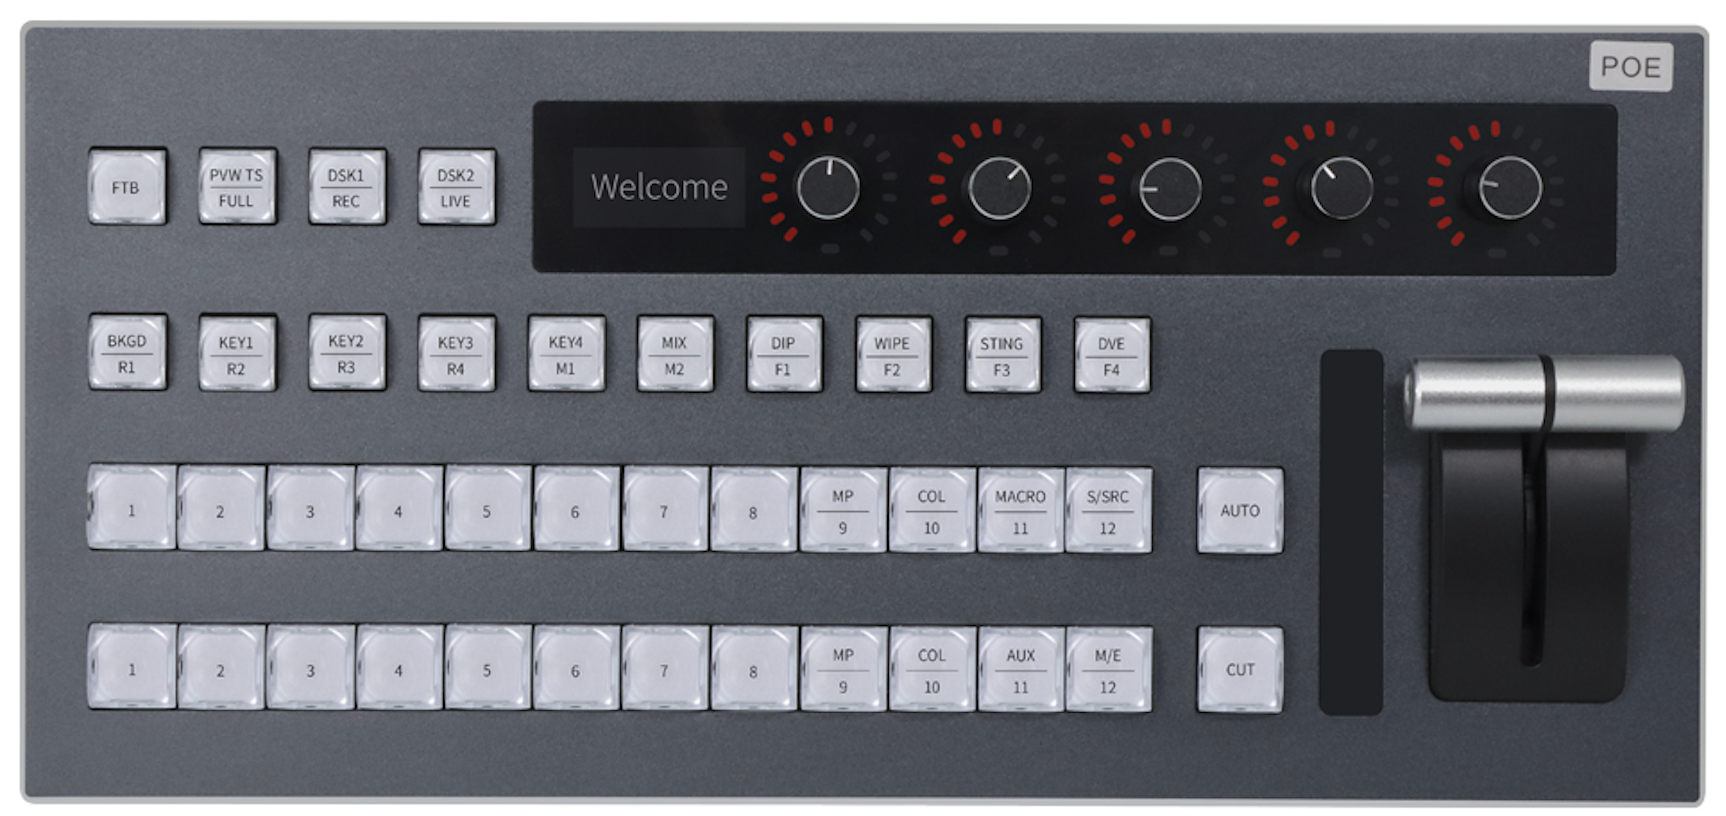 POE
Welcome
FTB
PVW TS
FULL
DSK1
REC
DSK2
LIVE
BKGD
R1
KEY1
R2
KEY2
R3
KEY3
R4
KEY4
M1
MIX
M2
DIP
F1
WIPE
F2
STING
F3
DVE
F4
1
2
3
4
5
6
7
8
MP
9
COL
10
MACRO
11
S/SRC
12
AUTO
1
2
3
4
5
6
7
8
MP
9
COL
10
AUX
11
M/E
12
CUT